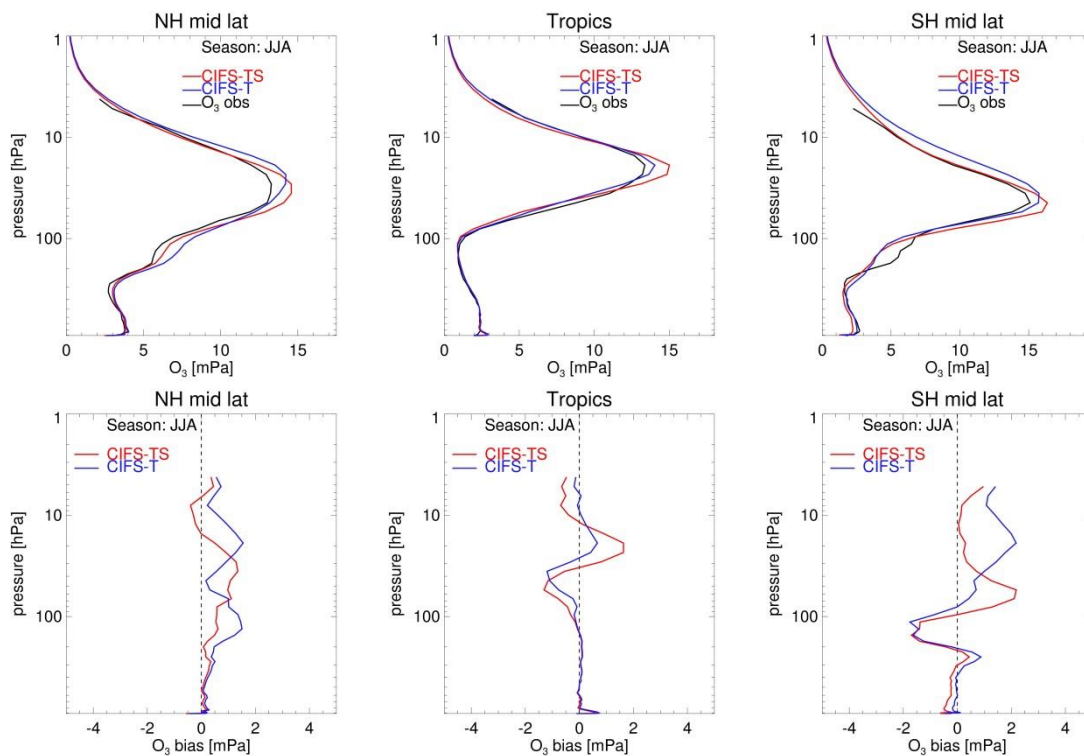 NH mid lat
1
Season: JJA
CIFS-TS
CIFS-T
O₃ obs
10
100
pressure [hPa]
0 5 10 15
O₃ [mPa]
Tropics
1
Season: JJA
CIFS-TS
CIFS-T
O₃ obs
10
100
pressure [hPa]
0 5 10 15
O₃ [mPa]
SH mid lat
1
Season: JJA
CIFS-TS
CIFS-T
O₃ obs
10
100
pressure [hPa]
0 5 10 15
O₃ [mPa]
NH mid lat
1
Season: JJA
CIFS-TS
CIFS-T
10
100
pressure [hPa]
-4 -2 0 2 4
O₃ bias [mPa]
Tropics
1
Season: JJA
CIFS-TS
CIFS-T
10
100
pressure [hPa]
-4 -2 0 2 4
O₃ bias [mPa]
SH mid lat
1
Season: JJA
CIFS-TS
CIFS-T
10
100
pressure [hPa]
-4 -2 0 2 4
O₃ bias [mPa]